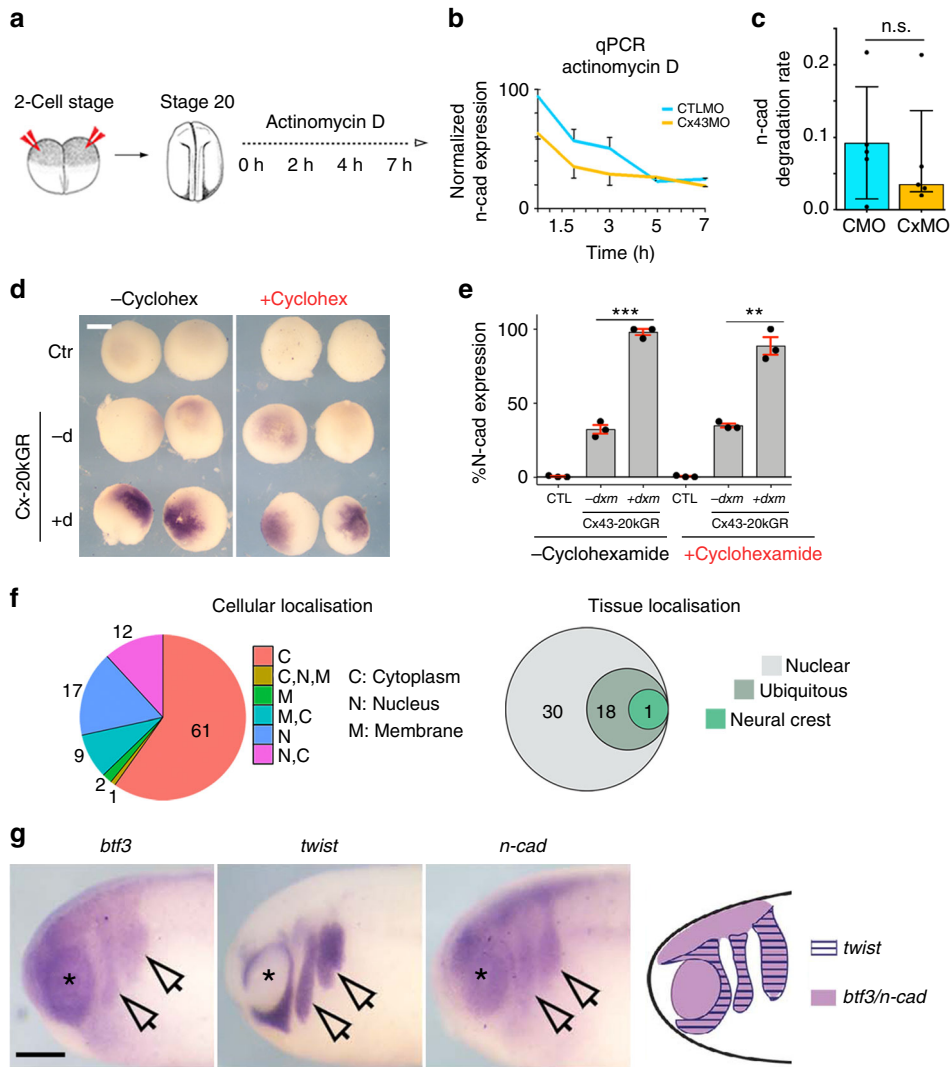 a
2-Cell stage
Stage 20
Actinomycin D
0 h 2 h 4 h 7 h
b
qPCR
actinomycin D
Normalized
n-cad expression
100
0
CTLMO
Cx43MO
1.5 3 5 7
Time (h)
c
n.s.
n-cad
degradation rate
0.2
0.1
0.0
CMO CxMO
d
–Cyclohex +Cyclohex
Ctr
Cx-20kGR
–d
+d
e
%N-cad expression
100
50
0
*** **
CTL –dxm +dxm CTL –dxm +dxm
Cx43-20kGR Cx43-20kGR
–Cyclohexamide +Cyclohexamide
f
Cellular localisation
12
17
9
2
1
61
C
C,N,M
M
M,C
N
N,C
C: Cytoplasm
N: Nucleus
M: Membrane
Tissue localisation
30 18 1
Nuclear
Ubiquitous
Neural crest
g
btf3 twist n-cad
* * *
twist
btf3/n-cad